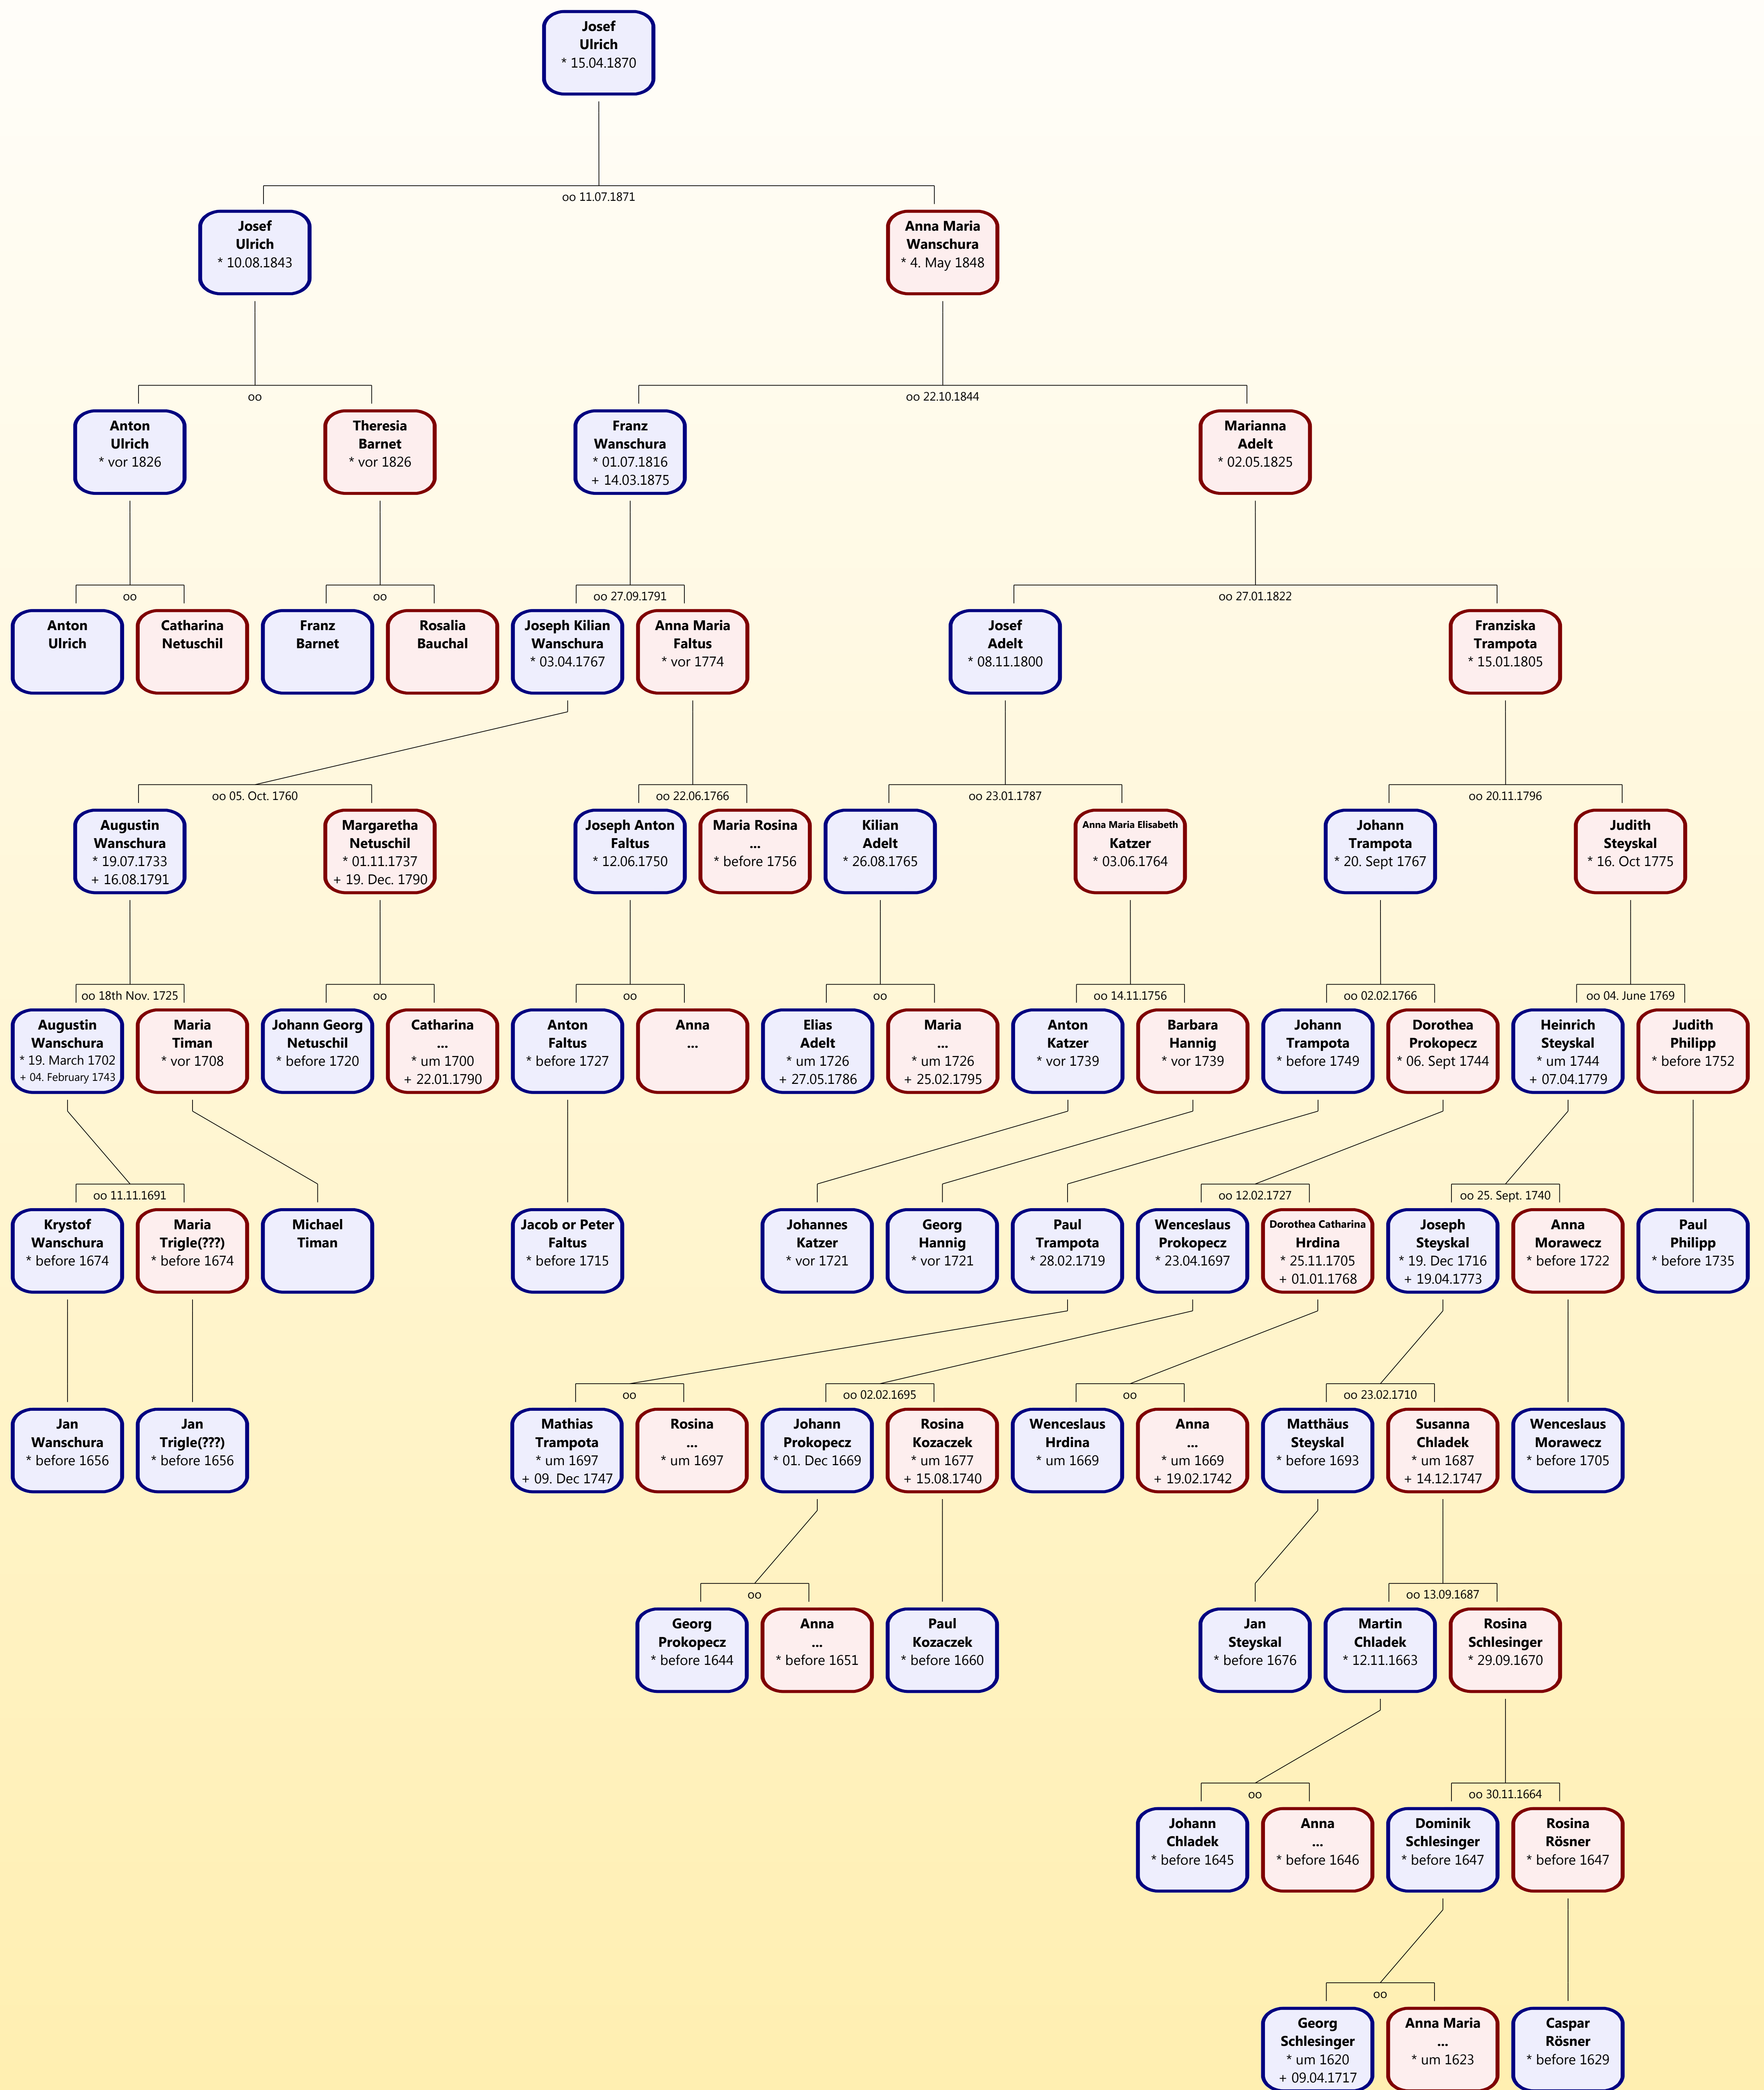 Josef
Ulrich
* 15.04.1870
oo 11.07.1871
Josef
Ulrich
* 10.08.1843
Anna Maria
Wanschura
* 4. May 1848
oo
oo 22.10.1844
Anton
Ulrich
* vor 1826
Theresia
Barnet
* vor 1826
Franz
Wanschura
* 01.07.1816
+ 14.03.1875
Marianna
Adelt
* 02.05.1825
oo
oo
oo 27.09.1791
oo 27.01.1822
Anton
Ulrich
Catharina
Netuschil
Franz
Barnet
Rosalia
Bauchal
Joseph Kilian
Wanschura
* 03.04.1767
Anna Maria
Faltus
* vor 1774
Josef
Adelt
* 08.11.1800
Franziska
Trampota
* 15.01.1805
oo 05. Oct. 1760
oo 22.06.1766
oo 23.01.1787
oo 20.11.1796
Augustin
Wanschura
* 19.07.1733
+ 16.08.1791
Margaretha
Netuschil
* 01.11.1737
+ 19. Dec. 1790
Joseph Anton
Faltus
* 12.06.1750
Maria Rosina
...
* before 1756
Kilian
Adelt
* 26.08.1765
Anna Maria Elisabeth
Katzer
* 03.06.1764
Johann
Trampota
* 20. Sept 1767
Judith
Steyskal
* 16. Oct 1775
oo 18th Nov. 1725
oo
oo
oo
oo 14.11.1756
oo 02.02.1766
oo 04. June 1769
Augustin
Wanschura
* 19. March 1702
+ 04. February 1743
Maria
Timan
* vor 1708
Johann Georg
Netuschil
* before 1720
Catharina
...
* um 1700
+ 22.01.1790
Anton
Faltus
* before 1727
Anna
...
Elias
Adelt
* um 1726
+ 27.05.1786
Maria
...
* um 1726
+ 25.02.1795
Anton
Katzer
* vor 1739
Barbara
Hannig
* vor 1739
Johann
Trampota
* before 1749
Dorothea
Prokopecz
* 06. Sept 1744
Heinrich
Steyskal
* um 1744
+ 07.04.1779
Judith
Philipp
* before 1752
oo 11.11.1691
oo 12.02.1727
oo 25. Sept. 1740
Krystof
Wanschura
* before 1674
Maria
Trigle(???)
* before 1674
Michael
Timan
Jacob or Peter
Faltus
* before 1715
Johannes
Katzer
* vor 1721
Georg
Hannig
* vor 1721
Paul
Trampota
* 28.02.1719
Wenceslaus
Prokopecz
* 23.04.1697
Dorothea Catharina
Hrdina
* 25.11.1705
+ 01.01.1768
Joseph
Steyskal
* 19. Dec 1716
+ 19.04.1773
Anna
Morawecz
* before 1722
Paul
Philipp
* before 1735
oo
oo 02.02.1695
oo
oo 23.02.1710
Jan
Wanschura
* before 1656
Jan
Trigle(???)
* before 1656
Mathias
Trampota
* um 1697
+ 09. Dec 1747
Rosina
...
* um 1697
Johann
Prokopecz
* 01. Dec 1669
Rosina
Kozaczek
* um 1677
+ 15.08.1740
Wenceslaus
Hrdina
* um 1669
Anna
...
* um 1669
+ 19.02.1742
Matthäus
Steyskal
* before 1693
Susanna
Chladek
* um 1687
+ 14.12.1747
Wenceslaus
Morawecz
* before 1705
oo
oo 13.09.1687
Georg
Prokopecz
* before 1644
Anna
...
* before 1651
Paul
Kozaczek
* before 1660
Jan
Steyskal
* before 1676
Martin
Chladek
* 12.11.1663
Rosina
Schlesinger
* 29.09.1670
oo
oo 30.11.1664
Johann
Chladek
* before 1645
Anna
...
* before 1646
Dominik
Schlesinger
* before 1647
Rosina
Rösner
* before 1647
oo
Georg
Schlesinger
* um 1620
+ 09.04.1717
Anna Maria
...
* um 1623
Caspar
Rösner
* before 1629